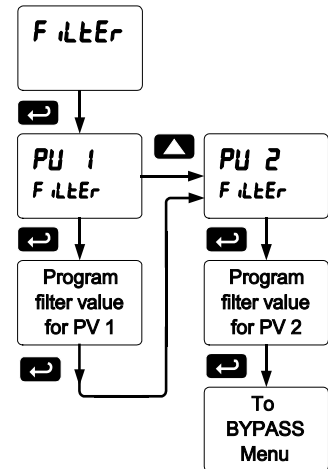 FiLtEr
PU 1
FiLtEr
PU 2
FiLtEr
Program
filter value
for PV 1
Program
filter value
for PV 2
To
BYPASS
Menu